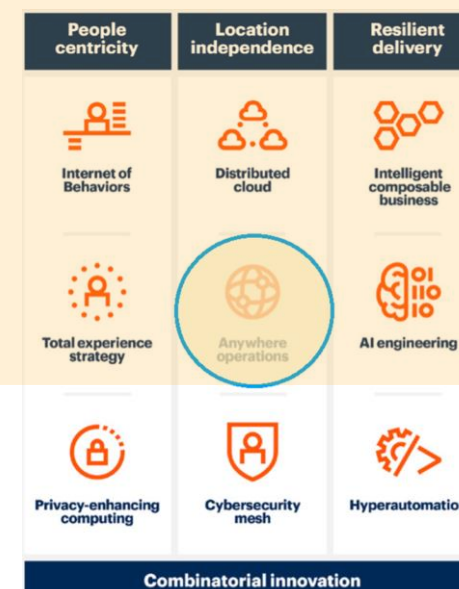 People
centricity
Location
independence
Resilient
delivery
Internet of
Behaviors
Distributed
cloud
Intelligent
composable
business
Total experience
strategy
Anywhere
operations
AI engineering
Privacy-enhancing
computing
Cybersecurity
mesh
Hyperautomatio
Combinatorial innovation